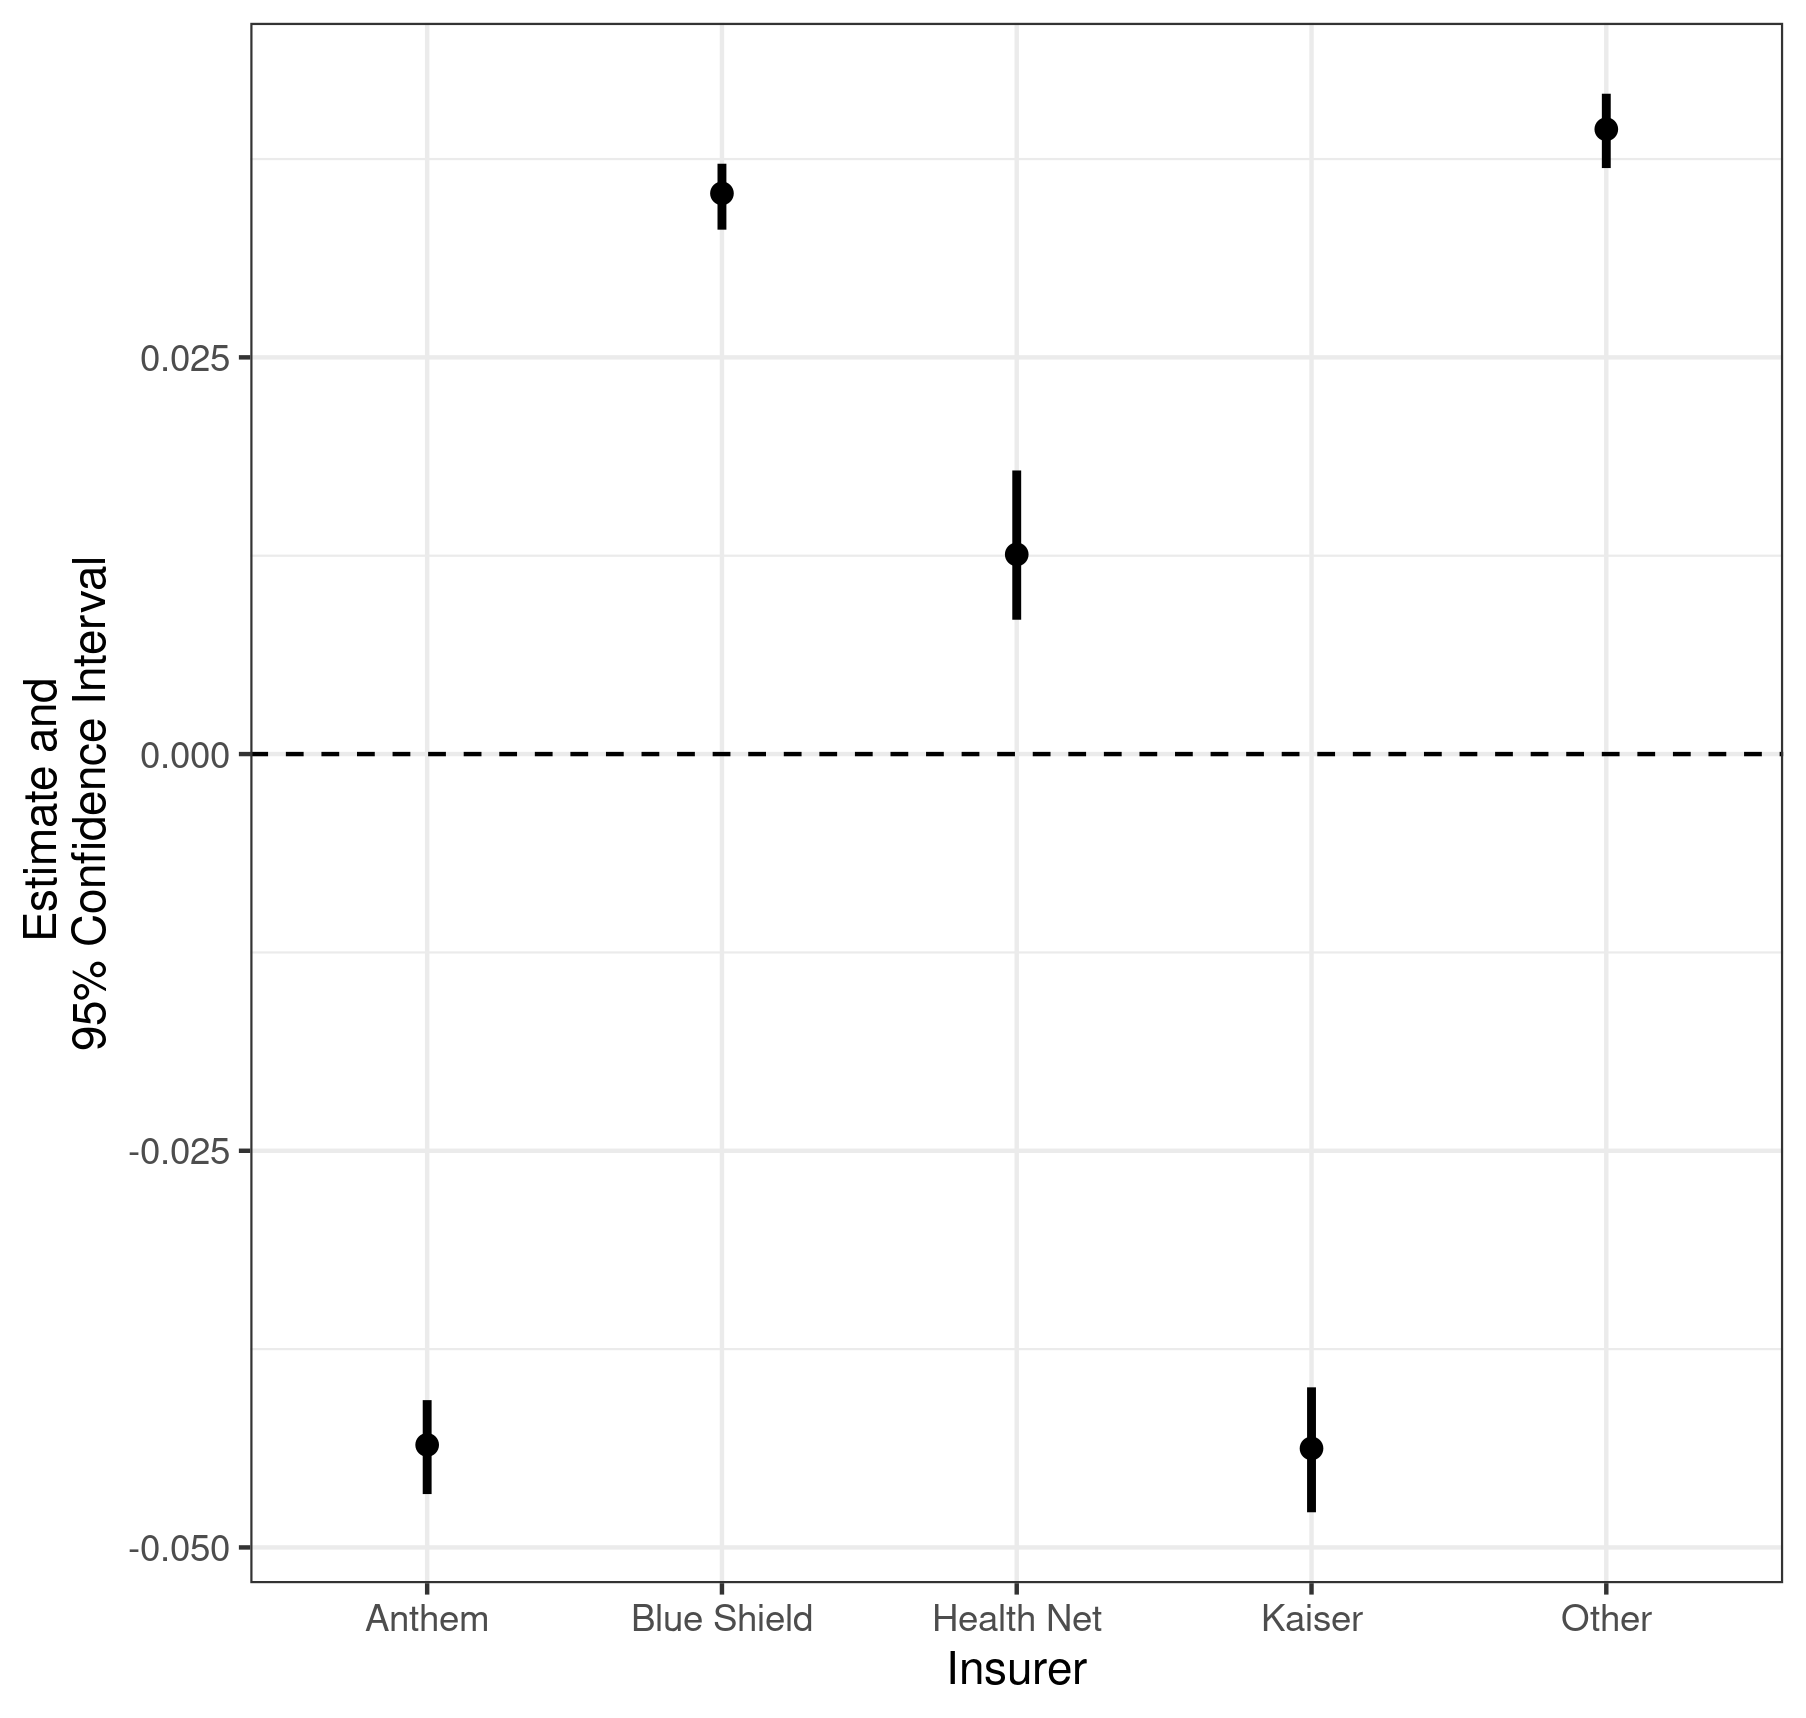 Estimate and
95% Confidence Interval
0.025
0.000
-0.025
-0.050
Anthem
Blue Shield
Health Net
Kaiser
Other
Insurer